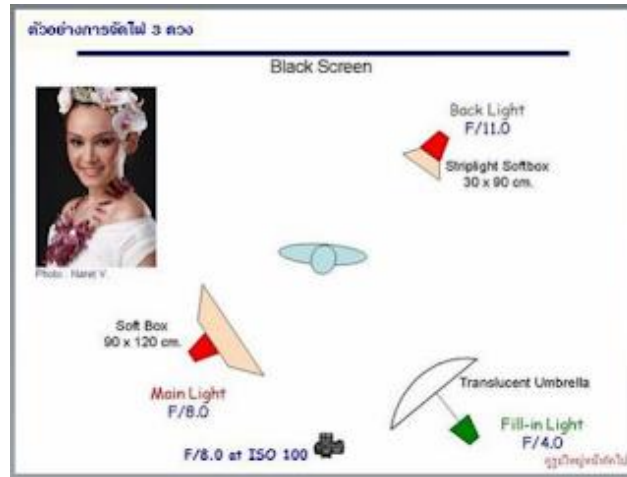 ตัวอย่างการจัดไฟ 3 ดวง
Black Screen
Back Light
F/11.0
Striplight Softbox
30 x 90 cm.
Photo : Naret V.
Soft Box
90 x 120 cm.
Main Light
F/8.0
Translucent Umbrella
Fill-in Light
F/4.0
F/8.0 at ISO 100